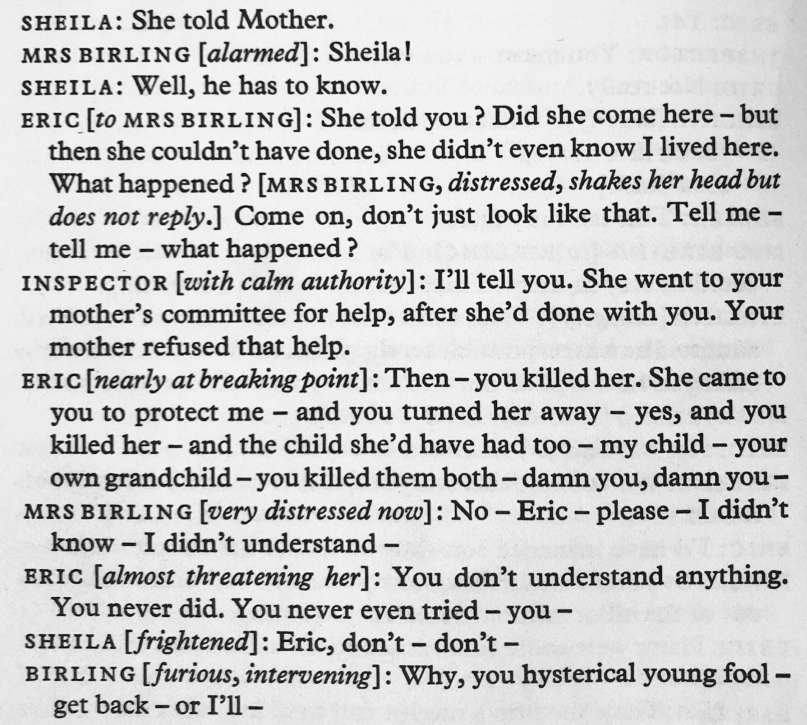 SHEILA: She told Mother.
MRS BIRLING [alarmed]: Sheila!
SHEILA: Well, he has to know.
ERIC [to MRS BIRLING]: She told you? Did she come here – but
then she couldn't have done, she didn't even know I lived here.
What happened? [MRS BIRLING, distressed, shakes her head but
does not reply.] Come on, don't just look like that. Tell me –
tell me – what happened?
INSPECTOR [with calm authority]: I'll tell you. She went to your
mother's committee for help, after she'd done with you. Your
mother refused that help.
ERIC [nearly at breaking point]: Then – you killed her. She came to
you to protect me – and you turned her away – yes, and you
killed her – and the child she'd have had too – my child – your
own grandchild – you killed them both – damn you, damn you –
MRS BIRLING [very distressed now]: No – Eric – please – I didn't
know – I didn't understand –
ERIC [almost threatening her]: You don't understand anything.
You never did. You never even tried – you –
SHEILA [frightened]: Eric, don't – don't –
BIRLING [furious, intervening]: Why, you hysterical young fool –
get back – or I'll –